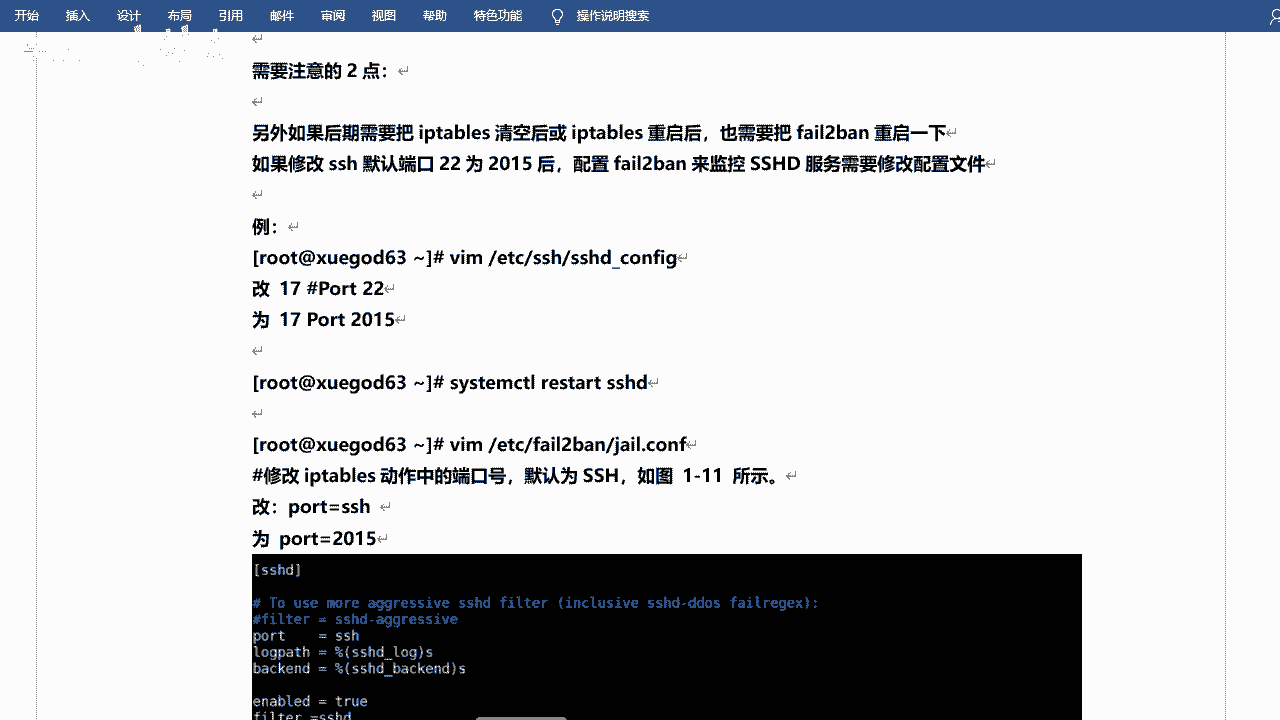 开始 插入 设计 布局 引用 邮件 审阅 视图 帮助 特色功能 操作说明搜索
需要注意的 2 点：
另外如果后期需要把 iptables 清空后或 iptables 重启后，也需要把 fail2ban 重启一下
如果修改 ssh 默认端口 22 为 2015 后，配置 fail2ban 来监控 SSHD 服务需要修改配置文件
例：
[root@xuegod63 ~]# vim /etc/ssh/sshd_config
改 17 #Port 22
为 17 Port 2015
[root@xuegod63 ~]# systemctl restart sshd
[root@xuegod63 ~]# vim /etc/fail2ban/jail.conf
#修改 iptables 动作中的端口号，默认为 SSH，如图 1-11 所示。
改：port=ssh
为 port=2015
[sshd]
# To use more aggressive sshd filter (inclusive sshd-ddos failregex):
#filter = sshd-aggressive
port = ssh
logpath = %(sshd_log)s
backend = %(sshd_backend)s
enabled = true
filter =sshd